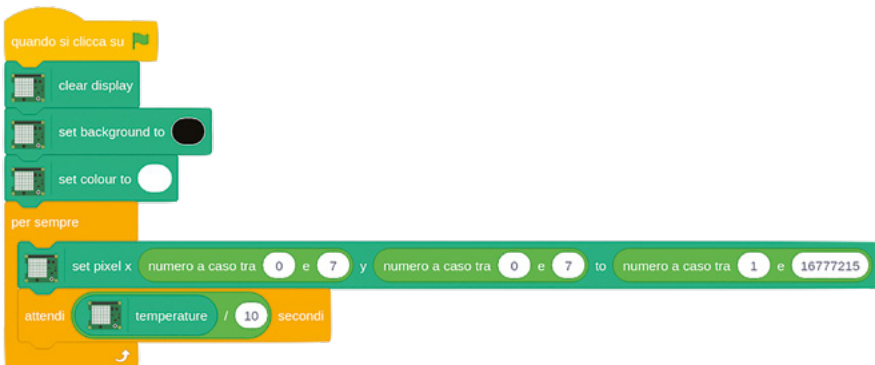 quando si clicca su
clear display
set background to
set colour to
per sempre
set pixel x numero a caso tra 0 e 7 y numero a caso tra 0 e 7 to numero a caso tra 1 e 16777215
attendi temperature / 10 secondi